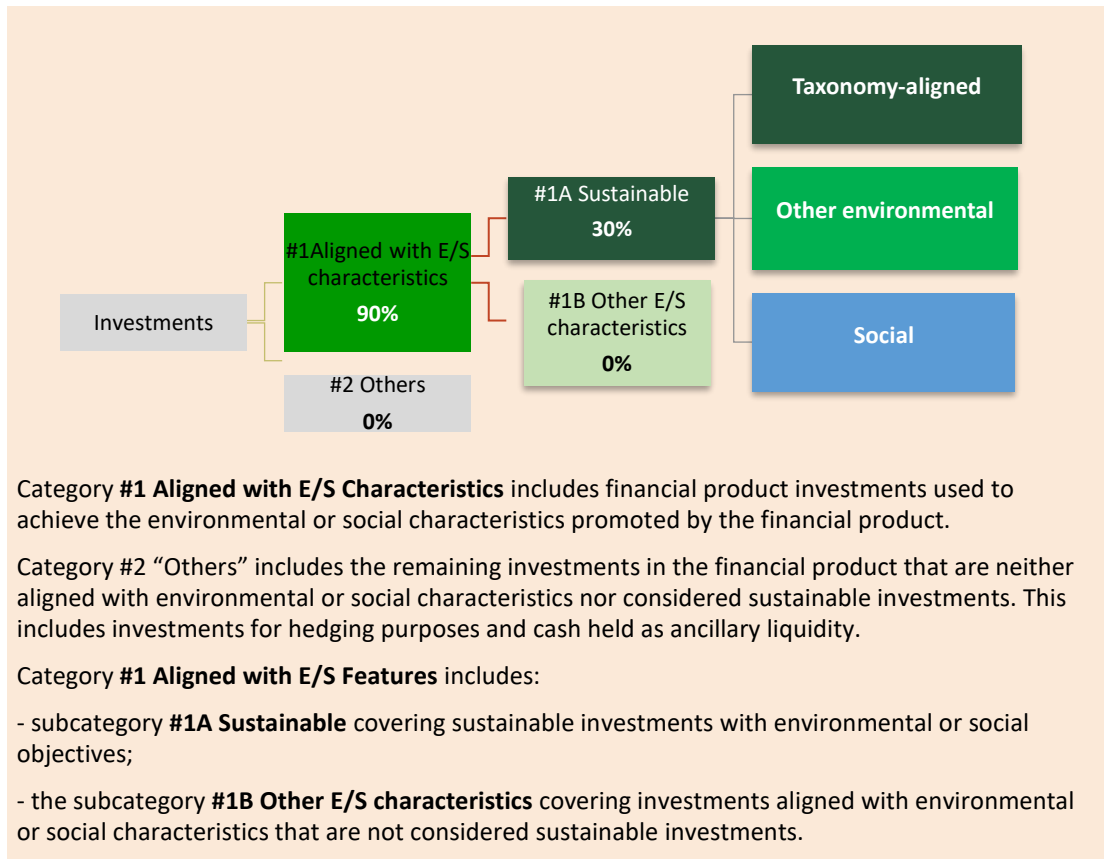 Taxonomy-aligned
#1A Sustainable
30%
Other environmental
#1Aligned with E/S
characteristics
90%
#1B Other E/S
characteristics
0%
Investments
Social
#2 Others
0%
Category #1 Aligned with E/S Characteristics includes financial product investments used to
achieve the environmental or social characteristics promoted by the financial product.
Category #2 “Others” includes the remaining investments in the financial product that are neither
aligned with environmental or social characteristics nor considered sustainable investments. This
includes investments for hedging purposes and cash held as ancillary liquidity.
Category #1 Aligned with E/S Features includes:
- subcategory #1A Sustainable covering sustainable investments with environmental or social
objectives;
- the subcategory #1B Other E/S characteristics covering investments aligned with environmental
or social characteristics that are not considered sustainable investments.